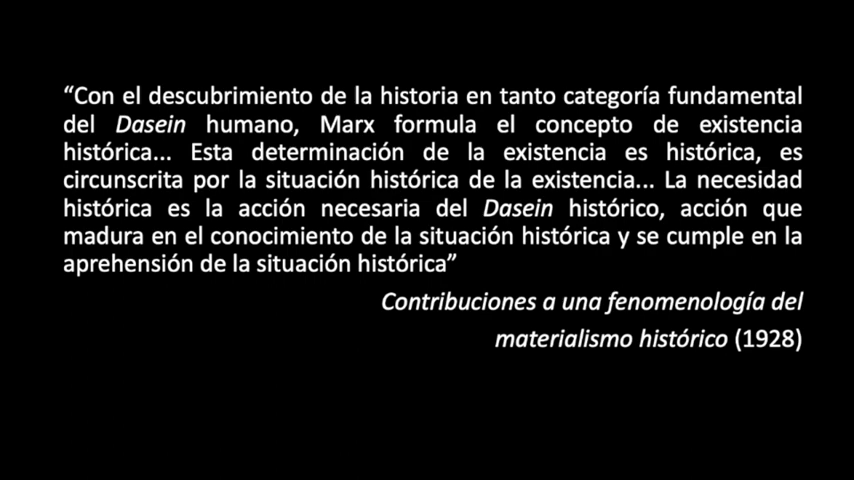 “Con el descubrimiento de la historia en tanto categoría fundamental
del Dasein humano, Marx formula el concepto de existencia
histórica... Esta determinación de la existencia es histórica, es
circunscrita por la situación histórica de la existencia... La necesidad
histórica es la acción necesaria del Dasein histórico, acción que
madura en el conocimiento de la situación histórica y se cumple en la
aprehensión de la situación histórica”
Contribuciones a una fenomenología del
materialismo histórico (1928)